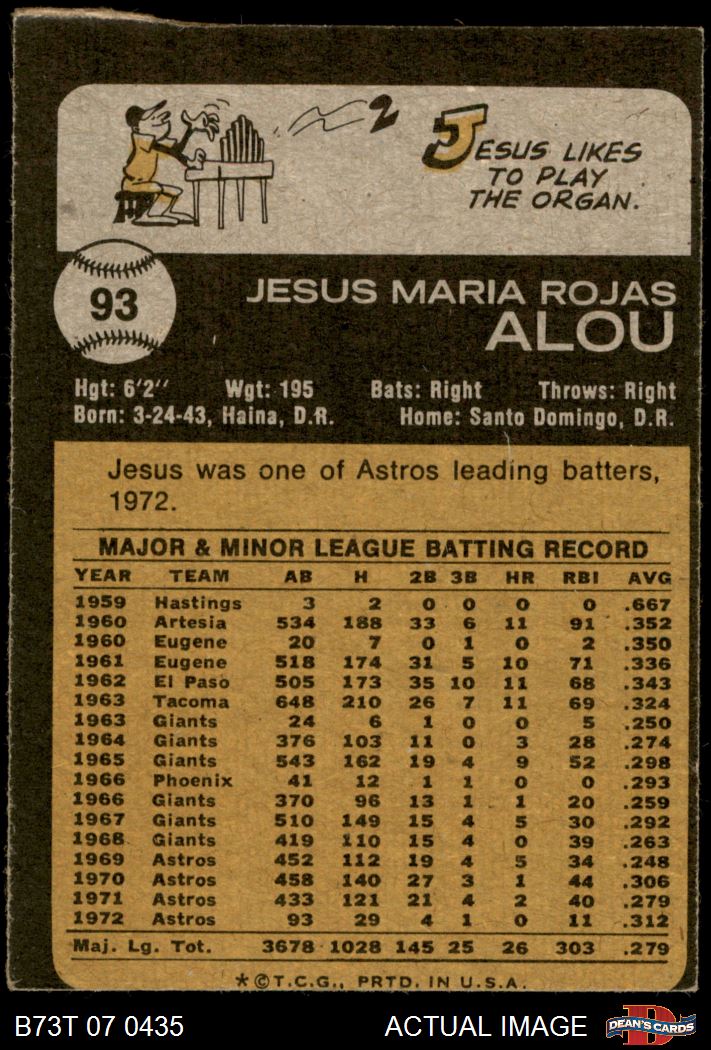 2
JESUS LIKES
TO PLAY
THE ORGAN.
93
JESUS MARIA ROJAS
ALOU
Hgt: 6'2" Wgt: 195 Bats: Right Throws: Right
Born: 3-24-43, Haina, D.R. Home: Santo Domingo, D.R.
Jesus was one of Astros leading batters,
1972.
MAJOR & MINOR LEAGUE BATTING RECORD
YEAR TEAM AB H 2B 3B HR RBI AVG
1959 Hastings 3 2 0 0 0 0 .667
1960 Artesia 534 188 33 6 11 91 .352
1960 Eugene 20 7 0 1 0 2 .350
1961 Eugene 518 174 31 5 10 71 .336
1962 El Paso 505 173 35 10 11 68 .343
1963 Tacoma 648 210 26 7 11 69 .324
1963 Giants 24 6 1 0 0 5 .250
1964 Giants 376 103 11 0 3 28 .274
1965 Giants 543 162 19 4 9 52 .298
1966 Phoenix 41 12 1 1 0 0 .293
1966 Giants 370 96 13 1 1 20 .259
1967 Giants 510 149 15 4 5 30 .292
1968 Giants 419 110 15 4 0 39 .263
1969 Astros 452 112 19 4 5 34 .248
1970 Astros 458 140 27 3 1 44 .306
1971 Astros 433 121 21 4 2 40 .279
1972 Astros 93 29 4 1 0 11 .312
Maj. Lg. Tot. 3678 1028 145 25 26 303 .279
*©T.C.G., PRTD. IN U.S.A.
B73T 07 0435 ACTUAL IMAGE DEAN'S CARDS